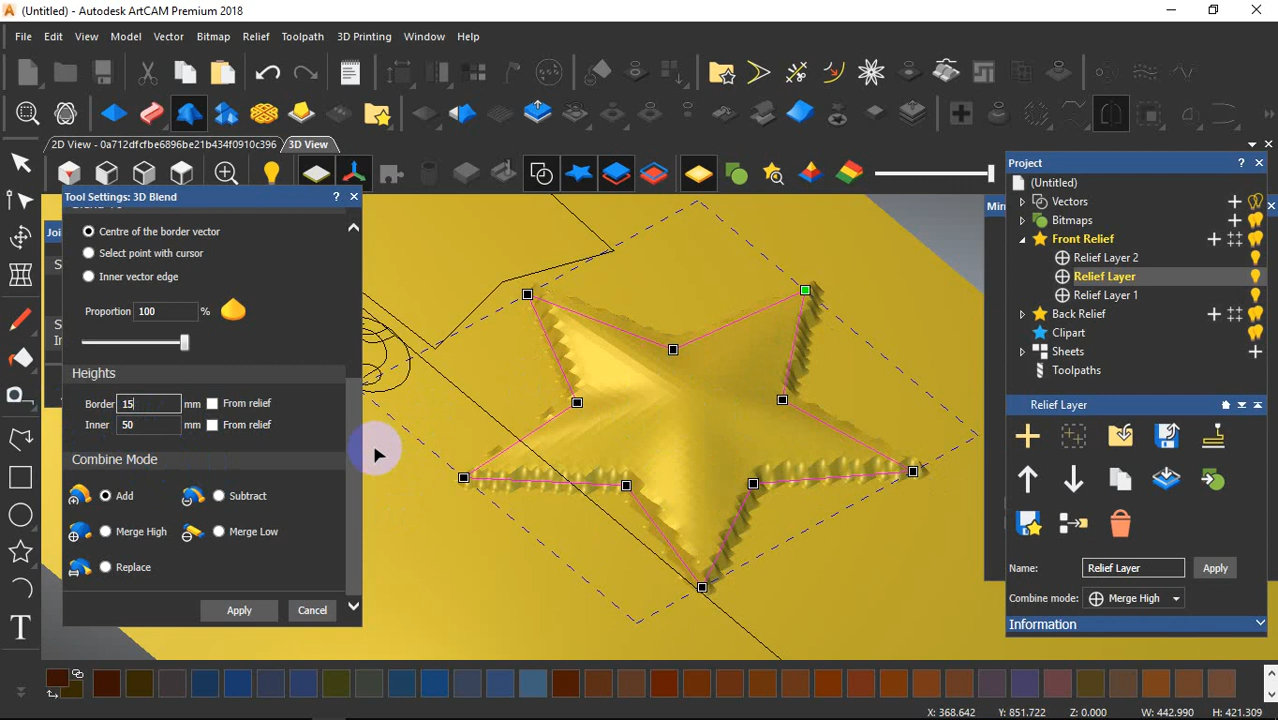 (Untitled) - Autodesk ArtCAM Premium 2018
File Edit View Model Vector Bitmap Relief Toolpath 3D Printing Window Help
2D View - 0a712dfcfbe6896be21b434f0910c396 3D View
Tool Settings: 3D Blend ?
Centre of the border vector
Select point with cursor
Inner vector edge
Proportion 100 %
Heights
Border 15 mm From relief
Inner 50 mm From relief
Combine Mode
Add Subtract
Merge High Merge Low
Replace
Apply Cancel
Project ?
(Untitled)
Vectors
Bitmaps
Front Relief
Relief Layer 2
Relief Layer
Relief Layer 1
Back Relief
Clipart
Sheets
Toolpaths
Relief Layer
Name: Relief Layer Apply
Combine mode: Merge High
Information
X: 368.642 Y: 851.722 Z: 0.000 W: 442.990 H: 421.309